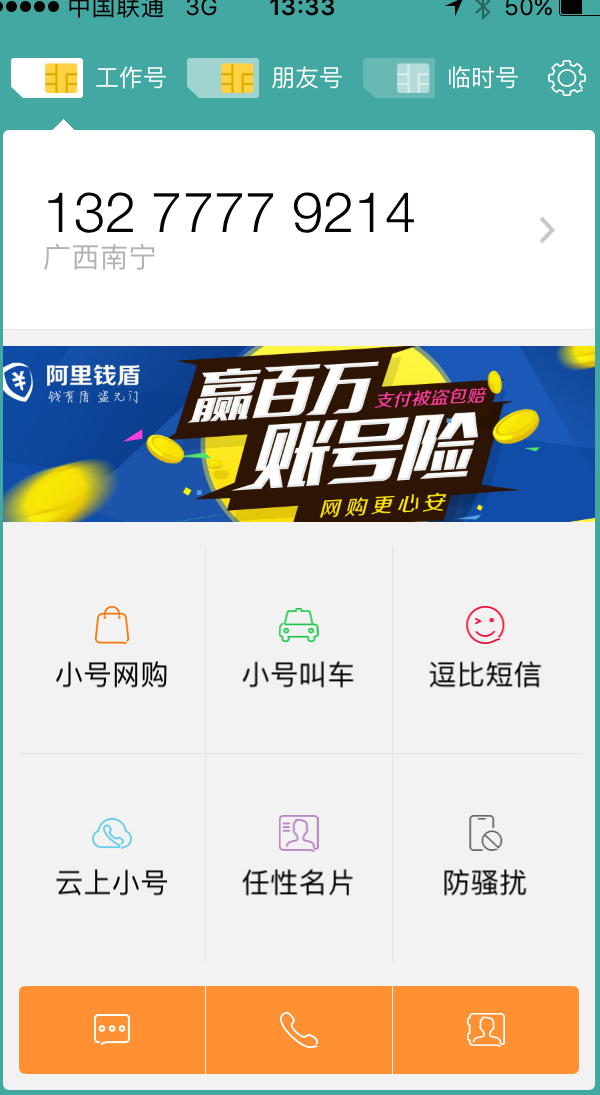 中国联通 3G 13:33 50%
工作号 朋友号 临时号
132 7777 9214
广西南宁
阿里钱盾
钱有盾 盗无门
赢百万
支付被盗包赔
账号险
网购更心安
小号网购 小号叫车 逗比短信
云上小号 任性名片 防骚扰